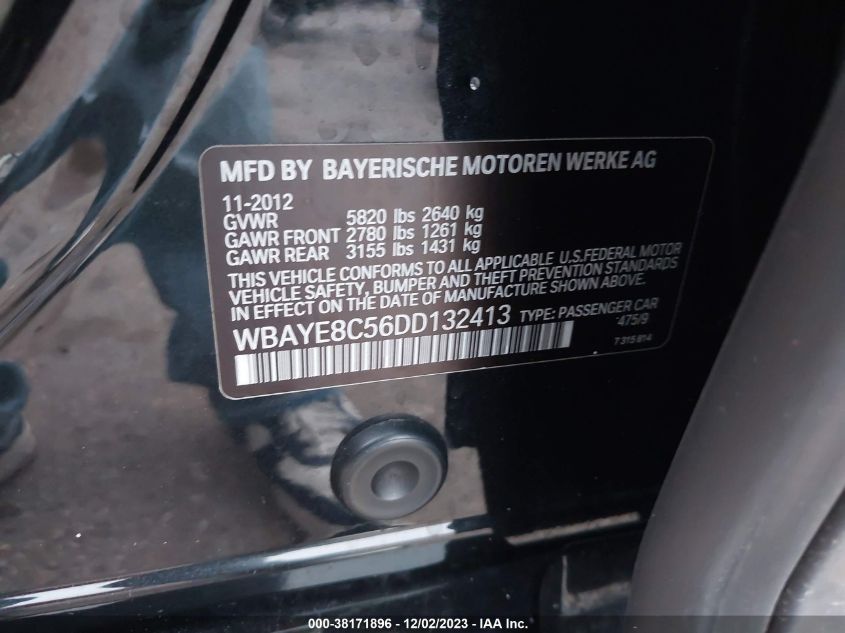 MFD BY BAYERISCHE MOTOREN WERKE AG
11-2012
GVWR 5820 lbs 2640 kg
GAWR FRONT 2780 lbs 1261 kg
GAWR REAR 3155 lbs 1431 kg
THIS VEHICLE CONFORMS TO ALL APPLICABLE U.S.FEDERAL MOTOR
VEHICLE SAFETY, BUMPER AND THEFT PREVENTION STANDARDS
IN EFFECT ON THE DATE OF MANUFACTURE SHOWN ABOVE.
WBAYE8C56DD132413 TYPE: PASSENGER CAR
475/9
7 315 814
000-38171896 - 12/02/2023 - IAA Inc.